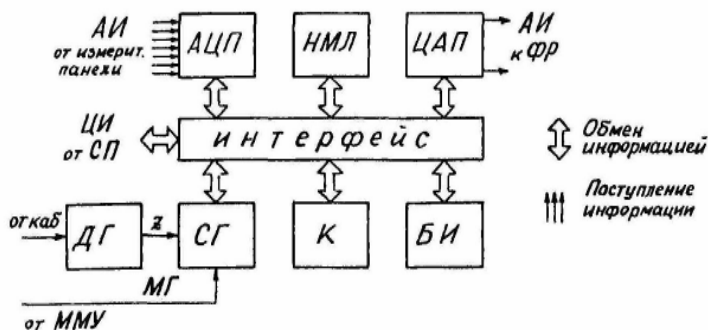 АИ
от измерит.
панели
АЦП
НМЛ
ЦАП
АИ
к ФР
ЦИ
от СП
интерфейс
Обмен
информацией
от каб
ДГ
z
СГ
К
БИ
Поступление
информации
МГ
от ММУ